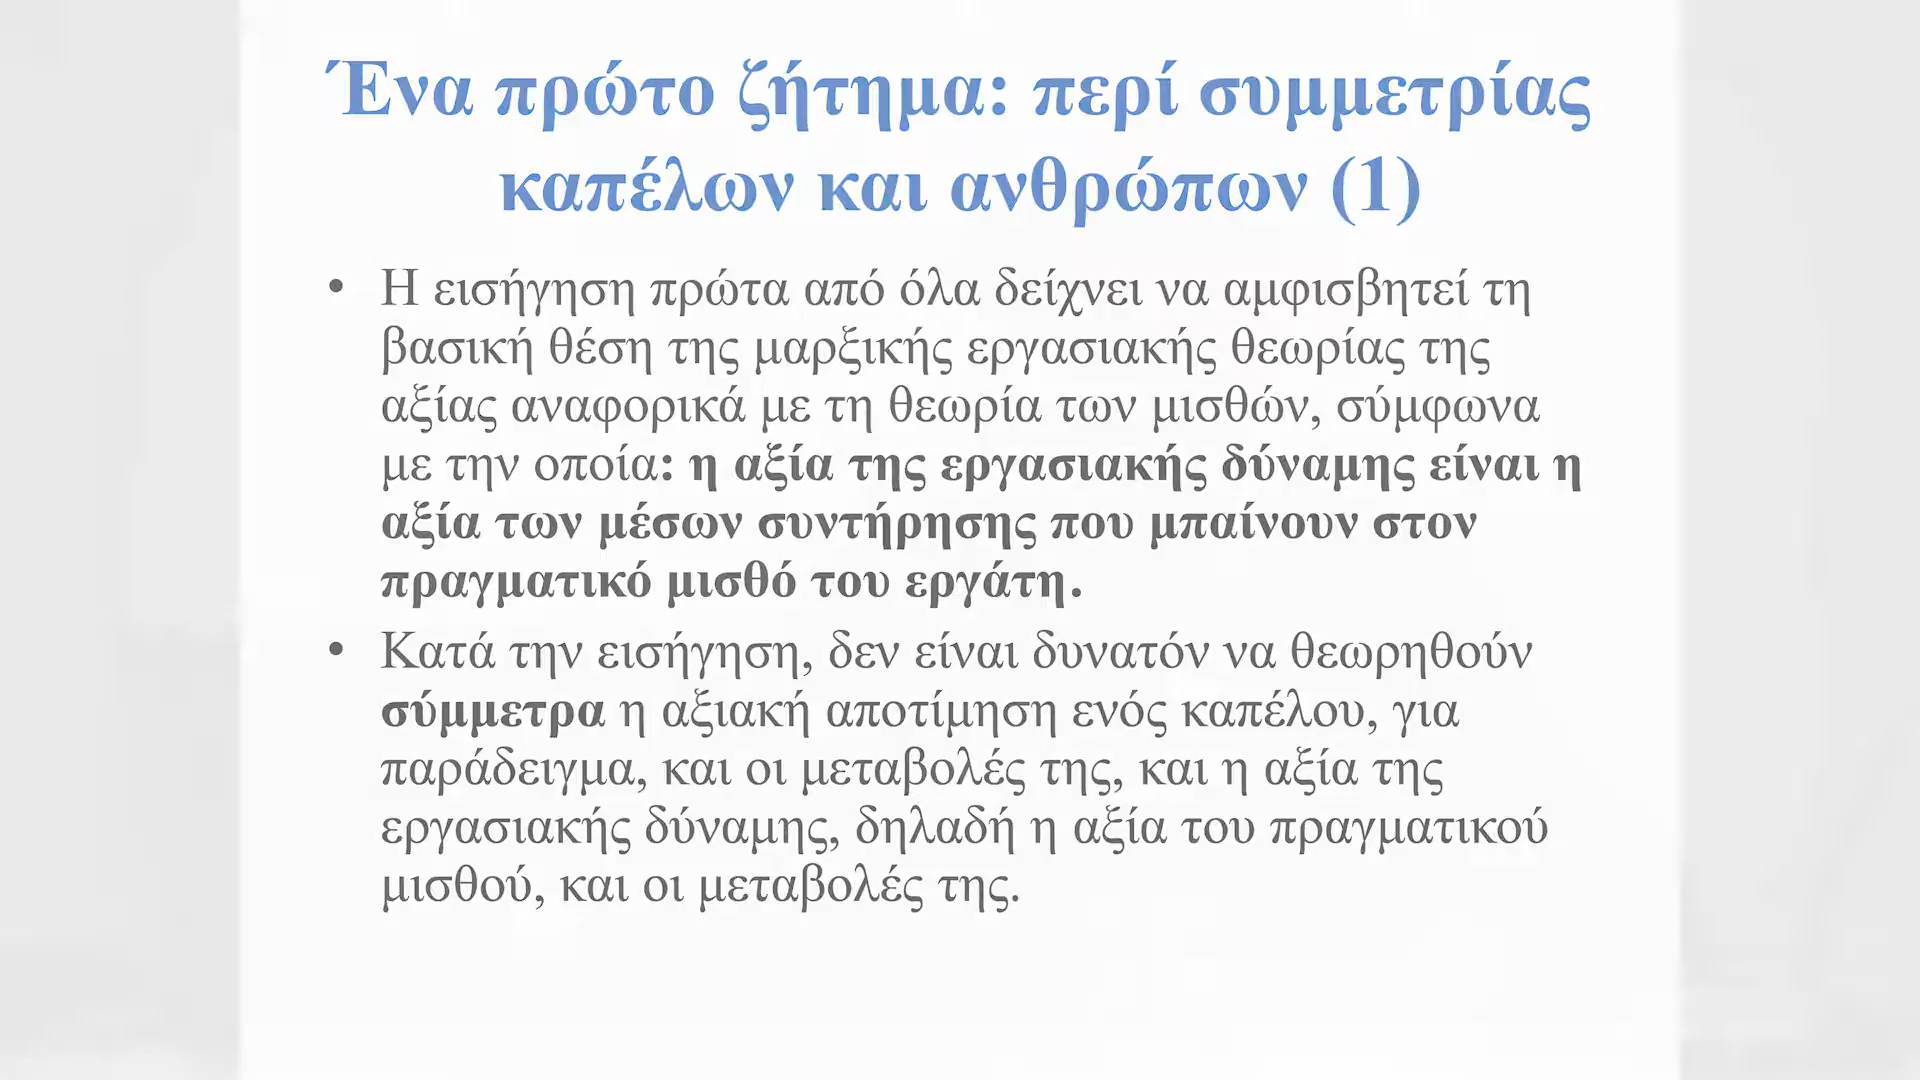 Ένα πρώτο ζήτημα: περί συμμετρίας
καπέλων και ανθρώπων (1)
• Η εισήγηση πρώτα από όλα δείχνει να αμφισβητεί τη
βασική θέση της μαρξικής εργασιακής θεωρίας της
αξίας αναφορικά με τη θεωρία των μισθών, σύμφωνα
με την οποία: η αξία της εργασιακής δύναμης είναι η
αξία των μέσων συντήρησης που μπαίνουν στον
πραγματικό μισθό του εργάτη.
• Κατά την εισήγηση, δεν είναι δυνατόν να θεωρηθούν
σύμμετρα η αξιακή αποτίμηση ενός καπέλου, για
παράδειγμα, και οι μεταβολές της, και η αξία της
εργασιακής δύναμης, δηλαδή η αξία του πραγματικού
μισθού, και οι μεταβολές της.